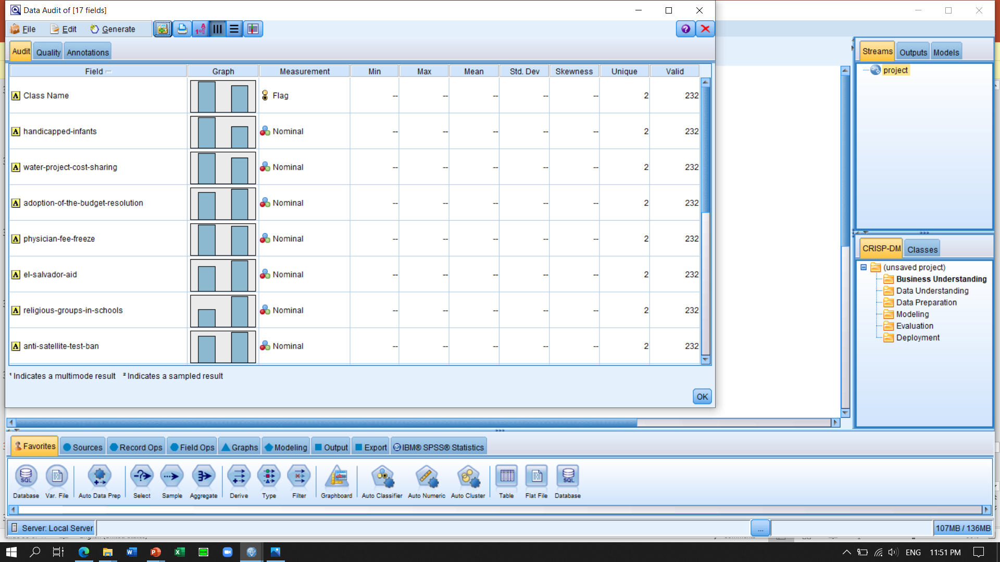 Data Audit of [17 fields]
File Edit Generate
Audit Quality Annotations
Field Graph Measurement Min Max Mean Std. Dev Skewness Unique Valid
Class Name Flag -- -- -- -- -- 2 232
handicapped-infants Nominal -- -- -- -- -- 2 232
water-project-cost-sharing Nominal -- -- -- -- -- 2 232
adoption-of-the-budget-resolution Nominal -- -- -- -- -- 2 232
physician-fee-freeze Nominal -- -- -- -- -- 2 232
el-salvador-aid Nominal -- -- -- -- -- 2 232
religious-groups-in-schools Nominal -- -- -- -- -- 2 232
anti-satellite-test-ban Nominal -- -- -- -- -- 2 232
¹ Indicates a multimode result ² Indicates a sampled result
OK
Streams Outputs Models
project
CRISP-DM Classes
(unsaved project)
Business Understanding
Data Understanding
Data Preparation
Modeling
Evaluation
Deployment
Favorites Sources Record Ops Field Ops Graphs Modeling Output Export IBM® SPSS® Statistics
Database Var. File Auto Data Prep Select Sample Aggregate Derive Type Filter Graphboard Auto Classifier Auto Numeric Auto Cluster Table Flat File Database
Server: Local Server ... 107MB / 136MB
ENG 11:51 PM